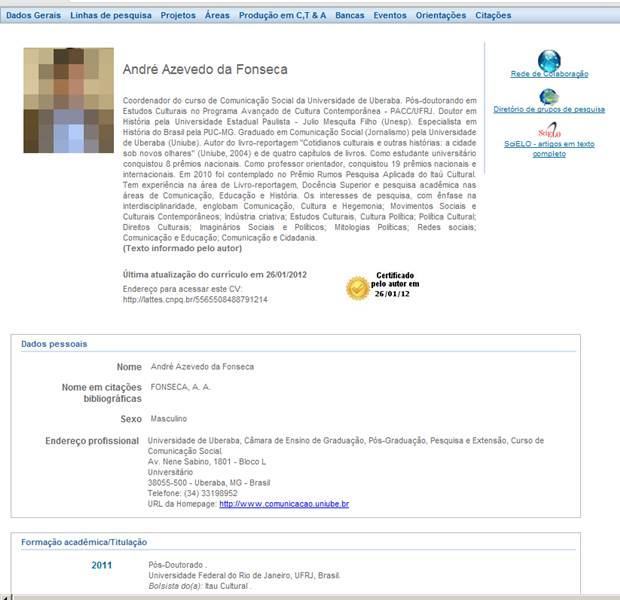 Dados Gerais Linhas de pesquisa Projetos Áreas Produção em C,T & A Bancas Eventos Orientações Citações
André Azevedo da Fonseca
Coordenador do curso de Comunicação Social da Universidade de Uberaba. Pós-doutorando em
Estudos Culturais no Programa Avançado de Cultura Contemporânea - PACC/UFRJ. Doutor em
História pela Universidade Estadual Paulista - Julio Mesquita Filho (Unesp). Especialista em
História do Brasil pela PUC-MG. Graduado em Comunicação Social (Jornalismo) pela Universidade
de Uberaba (Uniube). Autor do livro-reportagem "Cotidianos culturais e outras histórias: a cidade
sob novos olhares" (Uniube, 2004) e de quatro capítulos de livros. Como estudante universitário
conquistou 8 prêmios nacionais. Como professor orientador, conquistou 19 prêmios nacionais e
internacionais. Em 2010 foi contemplado no Prêmio Rumos Pesquisa Aplicada do Itaú Cultural.
Tem experiência na área de Livro-reportagem, Docência Superior e pesquisa acadêmica nas
áreas de Comunicação, Educação e História. Os interesses de pesquisa, com ênfase na
interdisciplinaridade, englobam Comunicação, Cultura e Hegemonia; Movimentos Sociais e
Culturais Contemporâneos; Indústria criativa; Estudos Culturais, Cultura Política; Política Cultural;
Direitos Culturais; Imaginários Sociais e Políticos; Mitologias Políticas; Redes sociais;
Comunicação e Educação; Comunicação e Cidadania.
(Texto informado pelo autor)
Última atualização do currículo em 26/01/2012
Endereço para acessar este CV:
http://lattes.cnpq.br/5565508488791214
Certificado
pelo autor em
26/01/12
Rede de Colaboração
Diretório de grupos de pesquisa
SciELO
SciELO - artigos em texto
completo
Dados pessoais
Nome André Azevedo da Fonseca
Nome em citações FONSECA, A. A.
bibliográficas
Sexo Masculino
Endereço profissional Universidade de Uberaba, Câmara de Ensino de Graduação, Pós-Graduação, Pesquisa e Extensão, Curso de
Comunicação Social.
Av. Nene Sabino, 1801 - Bloco L
Universitário
38055-500 - Uberaba, MG - Brasil
Telefone: (34) 33198952
URL da Homepage: http://www.comunicacao.uniube.br
Formação acadêmica/Titulação
2011 Pós-Doutorado .
Universidade Federal do Rio de Janeiro, UFRJ, Brasil.
Bolsista do(a): Itau Cultural .